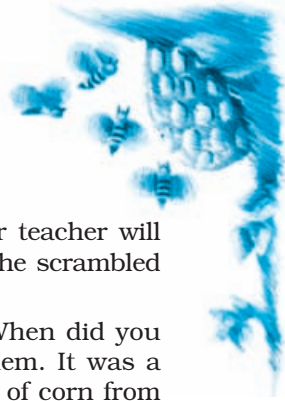 r teacher will
he scrambled
When did you
em. It was a
of corn from